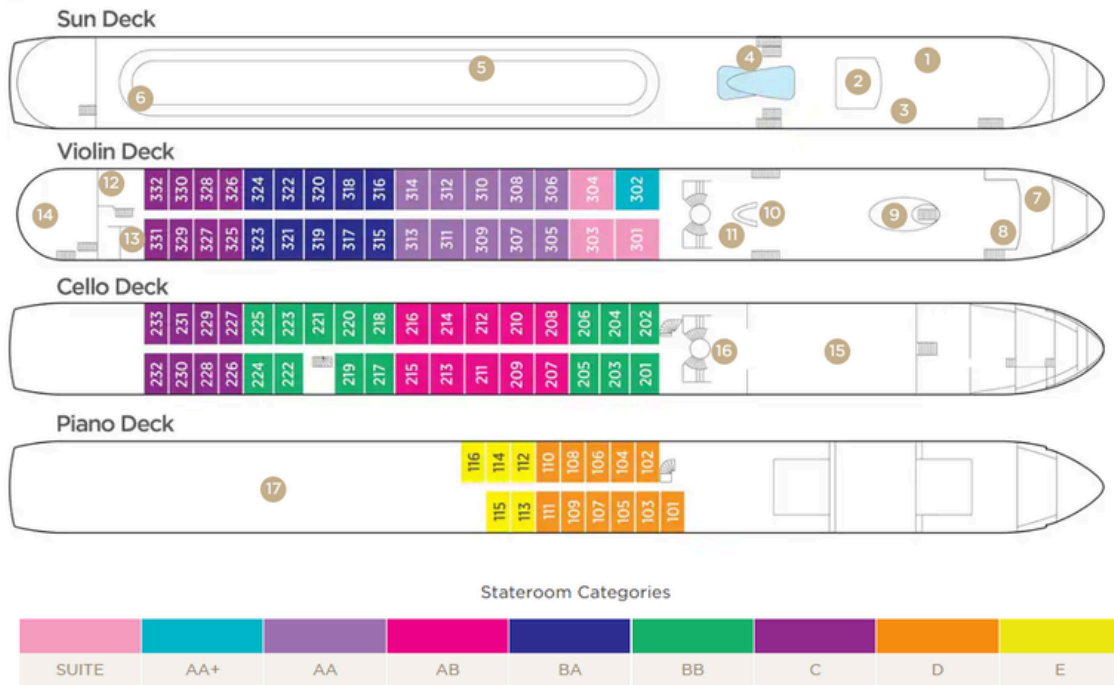 Sun Deck
1
2
3
4
5
6
Violin Deck
12
332 330 328 326 324 322 320 318 316 314 312 310 308 306 304 302
14
10
9
7
13
331 329 327 325 323 321 319 317 315 313 311 309 307 305 303 301
11
8
Cello Deck
233 231 229 227 225 223 221 220 218 216 214 212 210 208 206 204 202
16
15
232 230 228 226 224 222 219 217 215 213 211 209 207 205 203 201
Piano Deck
116 114 112 110 108 106 104 102
17
115 113 111 109 107 105 103 101
Stateroom Categories
SUITE AA+ AA AB BA BB C D E